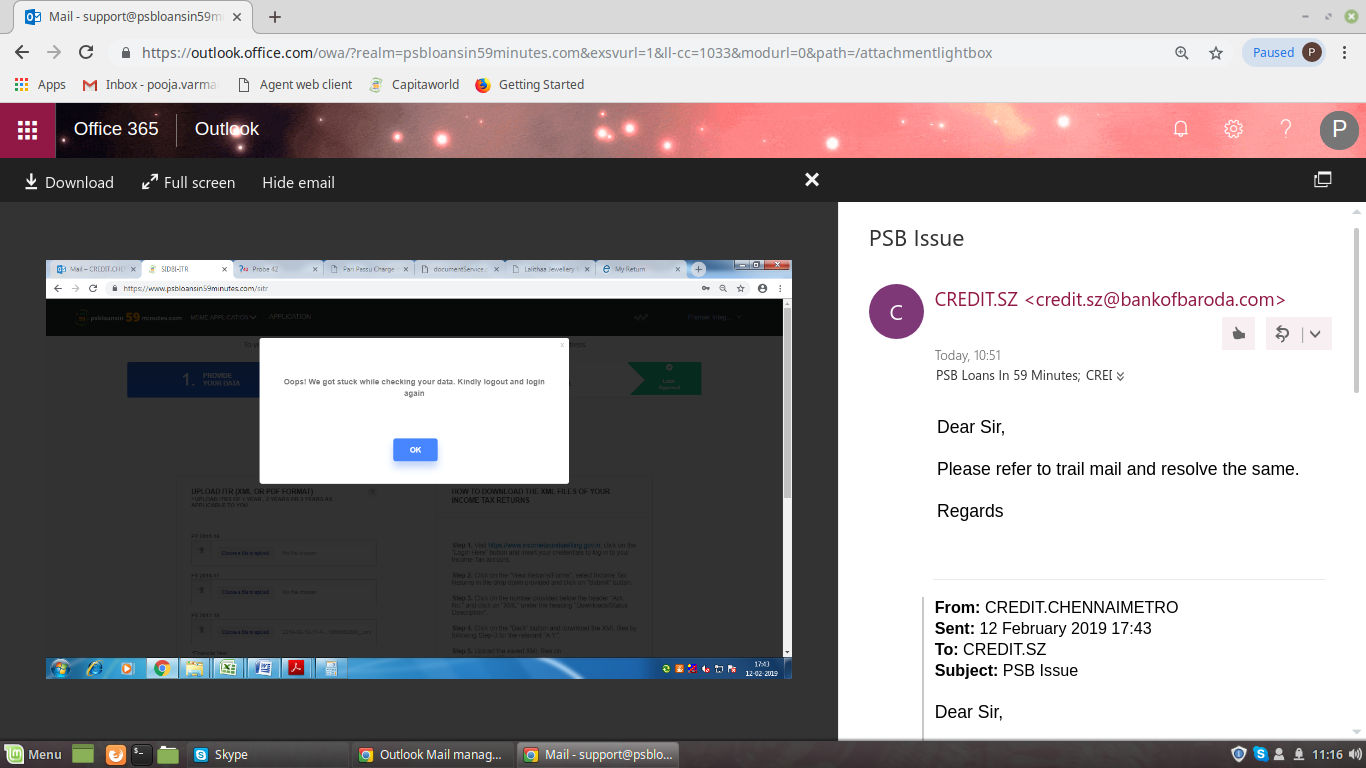 Mail - support@psbloansin59m
https://outlook.office.com/owa/?realm=psbloansin59minutes.com&exsvurl=1&ll-cc=1033&modurl=0&path=/attachmentlightbox
Paused P
Apps Inbox - pooja.varma Agent web client Capitaworld Getting Started
Office 365 Outlook
P
Download Full screen Hide email
PSB Issue
C
CREDIT.SZ <credit.sz@bankofbaroda.com>
Today, 10:51
PSB Loans In 59 Minutes; CREI
Dear Sir,
Please refer to trail mail and resolve the same.
Regards
From: CREDIT.CHENNAIMETRO
Sent: 12 February 2019 17:43
To: CREDIT.SZ
Subject: PSB Issue
Dear Sir,
Mail – CREDIT.CHE SIDBI-ITR Probe 42 Pari Passu Charge documentService. Lalithaa Jewellery My Return
https://www.psbloansin59minutes.com/sitr
psbloansin 59 minutes.com HOME APPLICATION APPLICATION
1. PROVIDE
YOUR DATA
x
Oops! We got stuck while checking your data. Kindly logout and login
again
OK
UPLOAD ITR (XML OR PDF FORMAT)
HOW TO DOWNLOAD THE XML FILES OF YOUR
INCOME TAX RETURNS
17:43
12-02-2019
Menu Skype Outlook Mail manag... Mail - support@psblo... 11:16